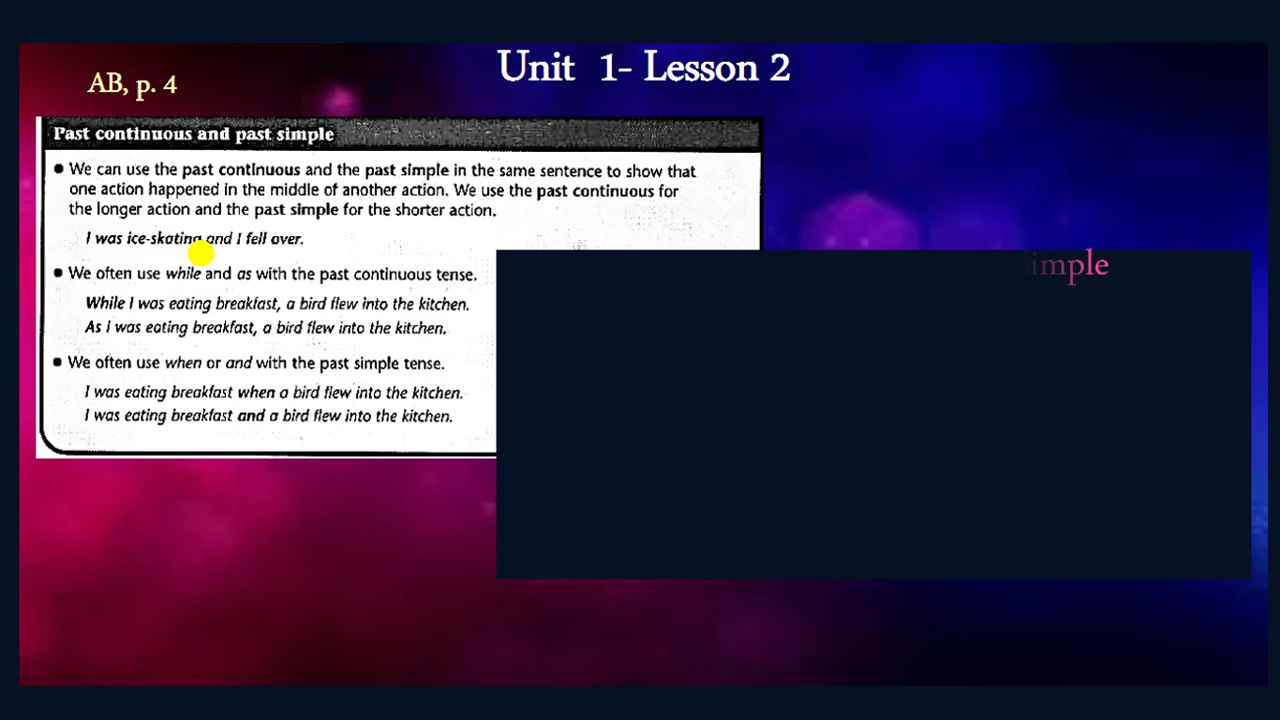 Unit 1- Lesson 2
AB, p. 4
Past continuous and past simple
• We can use the past continuous and the past simple in the same sentence to show that
one action happened in the middle of another action. We use the past continuous for
the longer action and the past simple for the shorter action.
I was ice-skating and I fell over.
• We often use while and as with the past continuous tense.
While I was eating breakfast, a bird flew into the kitchen.
As I was eating breakfast, a bird flew into the kitchen.
• We often use when or and with the past simple tense.
I was eating breakfast when a bird flew into the kitchen.
I was eating breakfast and a bird flew into the kitchen.
imple